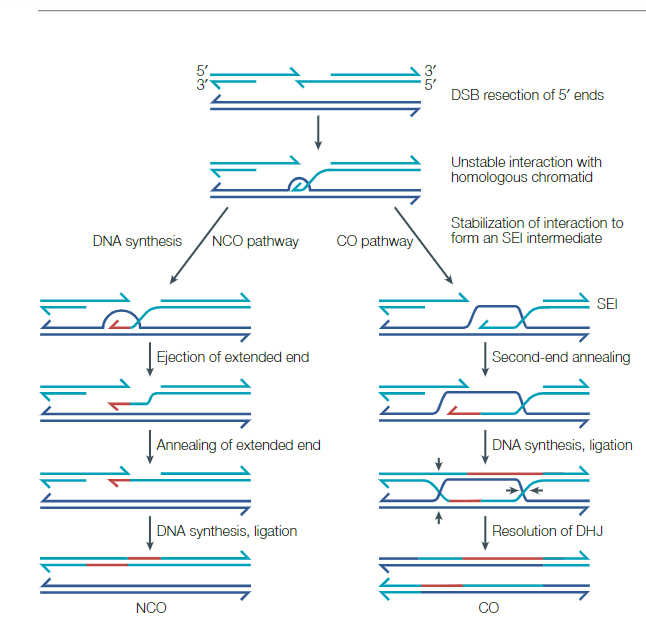 5′ 3′
3′ 5′
DSB resection of 5′ ends
Unstable interaction with
homologous chromatid
Stabilization of interaction to
form an SEI intermediate
DNA synthesis NCO pathway CO pathway
SEI
Ejection of extended end Second-end annealing
Annealing of extended end DNA synthesis, ligation
DNA synthesis, ligation Resolution of DHJ
NCO CO